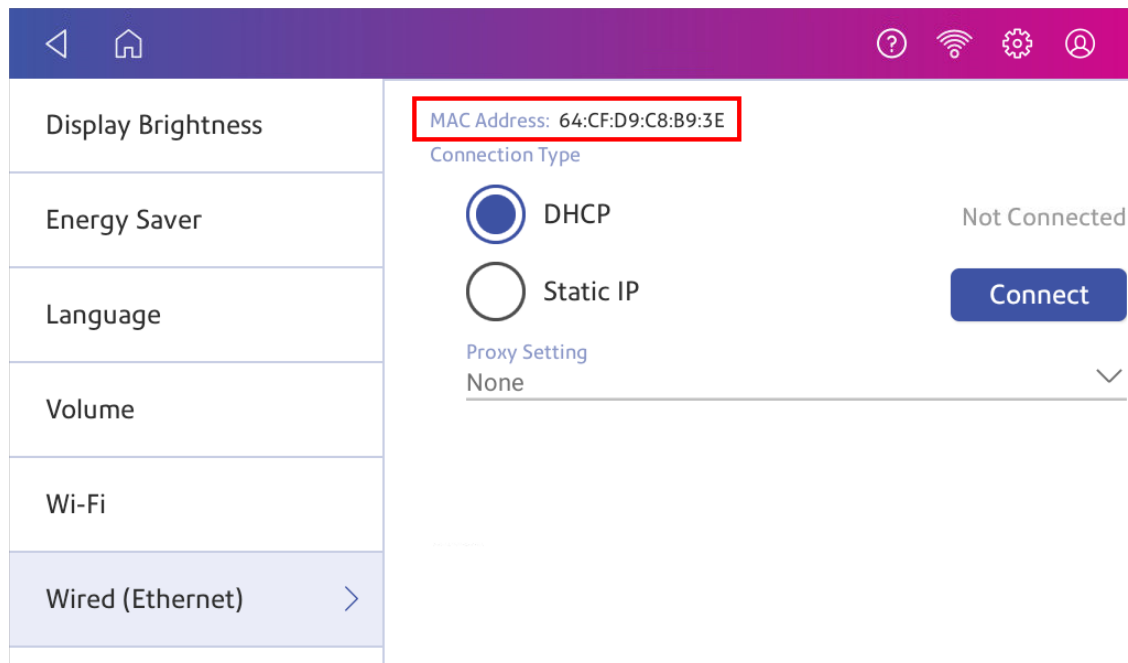 Display Brightness
Energy Saver
Language
Volume
Wi-Fi
Wired (Ethernet)
MAC Address: 64:CF:D9:C8:B9:3E
Connection Type
DHCP
Not Connected
Static IP
Connect
Proxy Setting
None